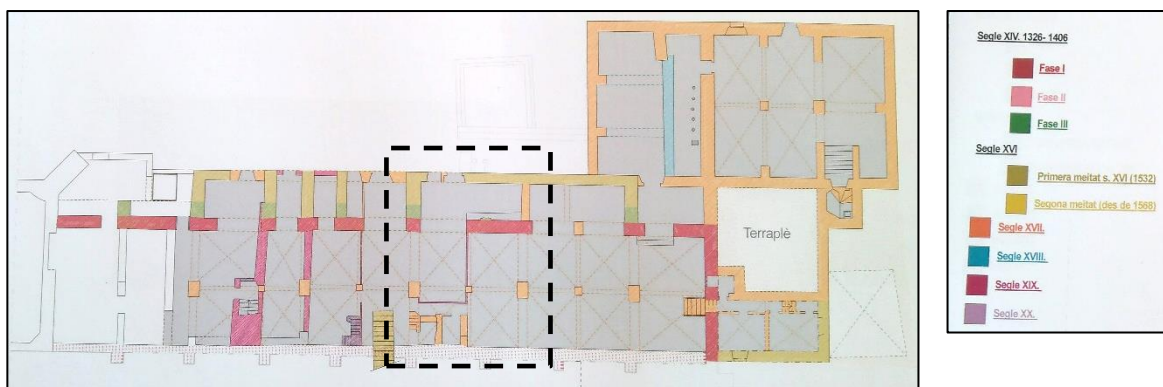 Terraplè
Segle XIV. 1326- 1406
Fase I
Fase II
Fase III
Segle XVI
Primera meitat s. XVI (1532)
Segona meitat (des de 1568)
Segle XVII.
Segle XVIII.
Segle XIX.
Segle XX.